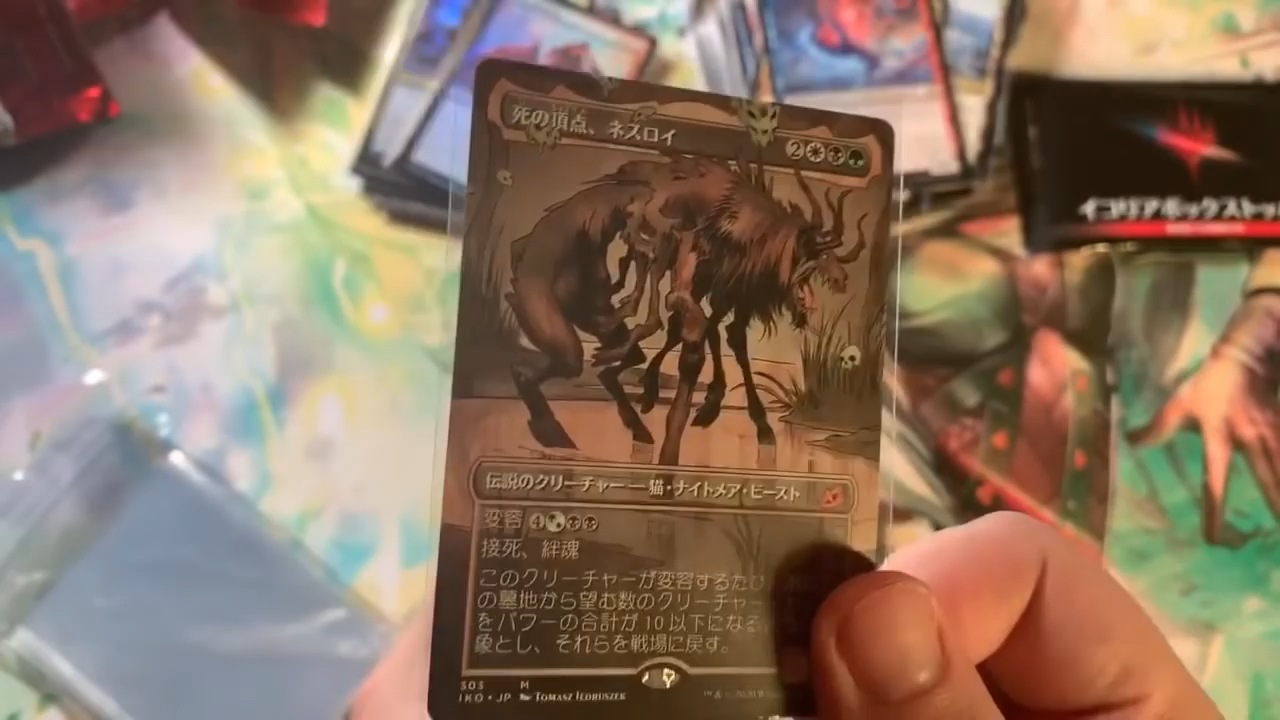 死の頂点、ネスロイ
2
伝説のクリーチャー ― 猫・ナイトメア・ビースト
変容 4
接死、絆魂
このクリーチャーが変容するたび
の墓地から望む数のクリーチャー
をパワーの合計が10以下になる
象とし、それらを戦場に戻す。
303 M
IKO • JP TOMASZ JEDRUSZEK
イコリアボックストッ